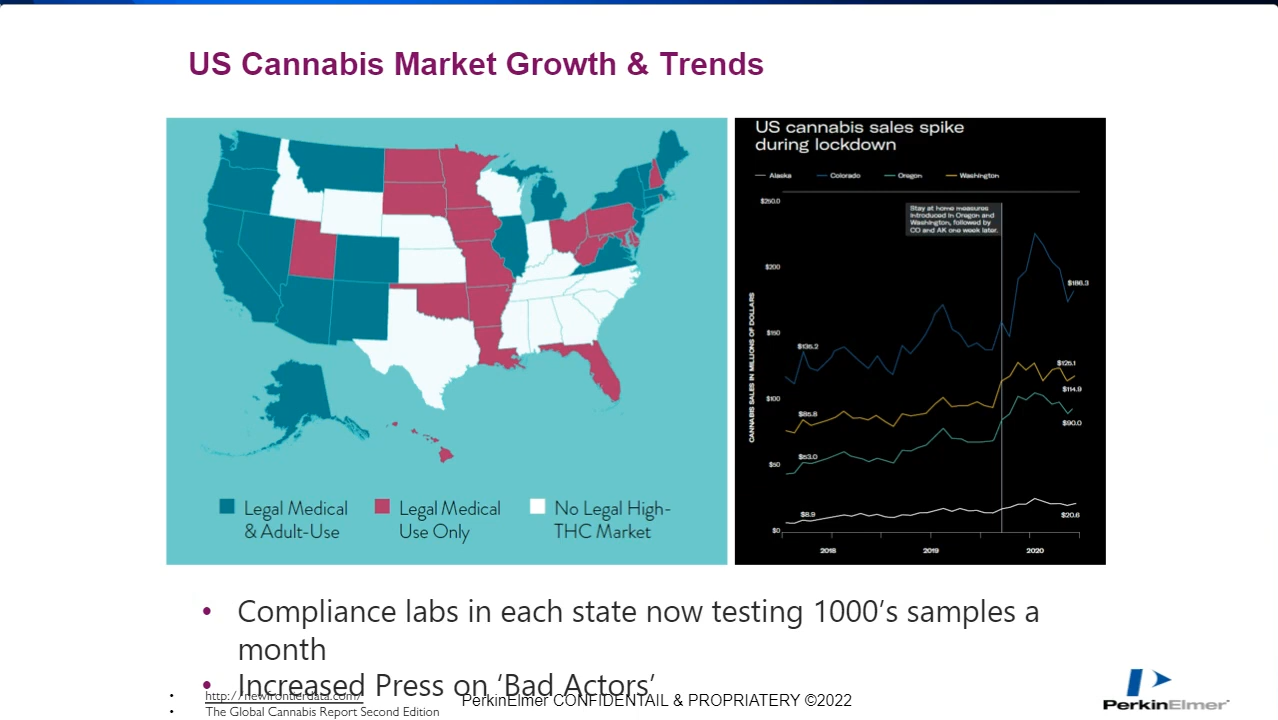 US Cannabis Market Growth & Trends
US cannabis sales spike
during lockdown
Alaska
Colorado
Oregon
Washington
$250.0
Stay at home measures
introduced in Oregon and
Washington, followed by
CO and AK one week later.
$200
$150
$100
$50
$0
CANNABIS SALES IN MILLIONS OF DOLLARS
$135.2
$186.3
$85.8
$125.1
$114.9
$53.0
$90.0
$8.9
$20.6
2018
2019
2020
Legal Medical
& Adult-Use
Legal Medical
Use Only
No Legal High-
THC Market
• Compliance labs in each state now testing 1000's samples a
month
• Increased Press on 'Bad Actors'
• http://newfrontierdata.com/
• The Global Cannabis Report Second Edition
PerkinElmer CONFIDENTAIL & PROPRIATERY ©2022
PerkinElmer